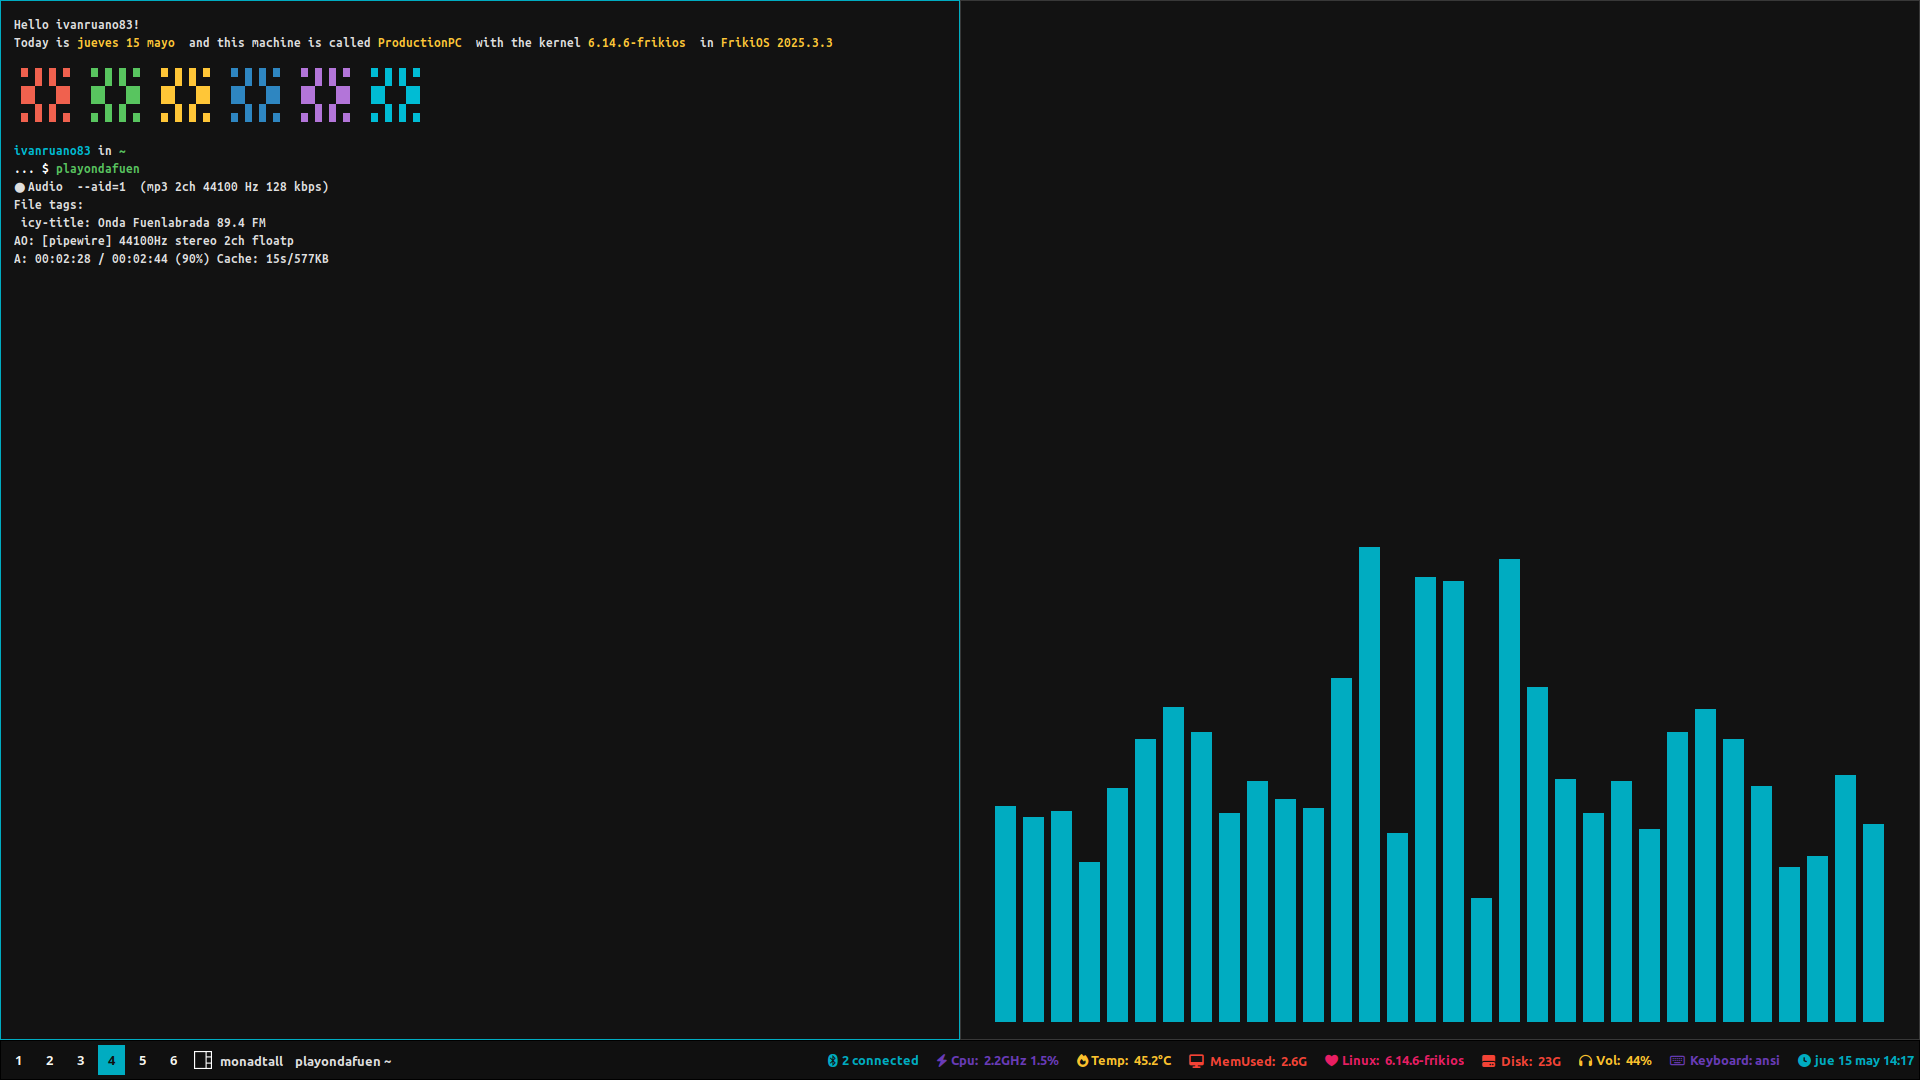 Hello ivanruano83!
Today is jueves 15 mayo  and this machine is called ProductionPC  with the kernel 6.14.6-frikios  in FrikiOS 2025.3.3
ivanruano83 in ~
... $ playondafuen
●Audio  --aid=1  (mp3 2ch 44100 Hz 128 kbps)
File tags:
 icy-title: Onda Fuenlabrada 89.4 FM
AO: [pipewire] 44100Hz stereo 2ch floatp
A: 00:02:28 / 00:02:44 (90%) Cache: 15s/577KB
1 2 3 4 5 6 monadtall playondafuen ~ 2 connected Cpu: 2.2GHz 1.5% Temp: 45.2°C MemUsed: 2.6G Linux: 6.14.6-frikios Disk: 23G Vol: 44% Keyboard: ansi jue 15 may 14:17